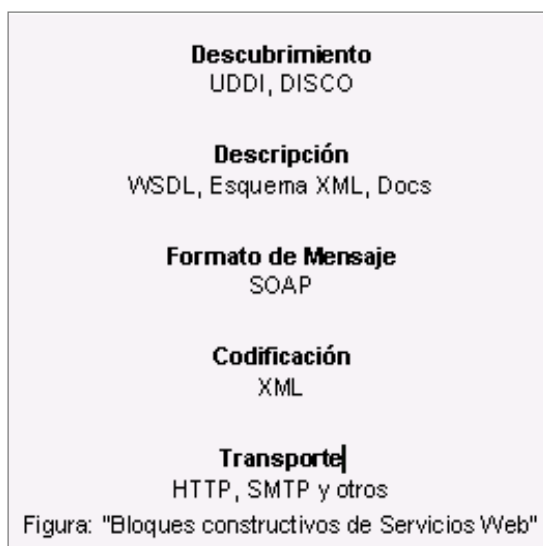 Descubrimiento
UDDI, DISCO
Descripción
WSDL, Esquema XML, Docs
Formato de Mensaje
SOAP
Codificación
XML
Transporte
HTTP, SMTP y otros
Figura: "Bloques constructivos de Servicios Web"